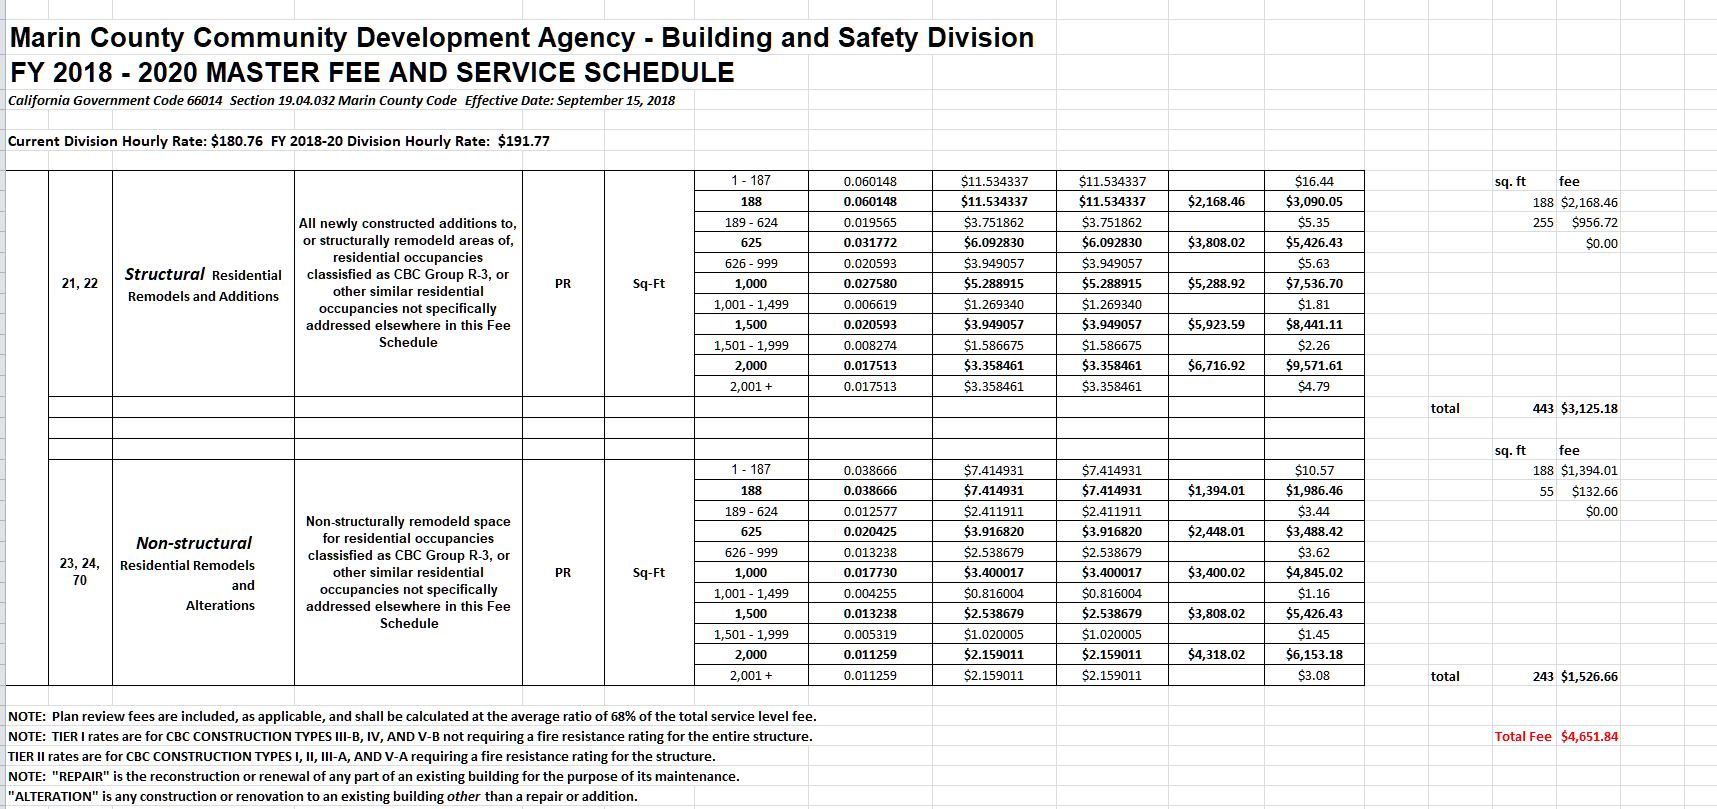 Marin County Community Development Agency - Building and Safety Division
FY 2018 - 2020 MASTER FEE AND SERVICE SCHEDULE
California Government Code 66014 Section 19.04.032 Marin County Code Effective Date: September 15, 2018
Current Division Hourly Rate: $180.76 FY 2018-20 Division Hourly Rate: $191.77
21, 22
Structural Residential
Remodels and Additions
All newly constructed additions to,
or structurally remodeld areas of,
residential occupancies
classisfied as CBC Group R-3, or
other similar residential
occupancies not specifically
addressed elsewhere in this Fee
Schedule
PR
Sq-Ft
1 - 187 0.060148 $11.534337 $11.534337 $16.44
188 0.060148 $11.534337 $11.534337 $2,168.46 $3,090.05
189 - 624 0.019565 $3.751862 $3.751862 $5.35
625 0.031772 $6.092830 $6.092830 $3,808.02 $5,426.43
626 - 999 0.020593 $3.949057 $3.949057 $5.63
1,000 0.027580 $5.288915 $5.288915 $5,288.92 $7,536.70
1,001 - 1,499 0.006619 $1.269340 $1.269340 $1.81
1,500 0.020593 $3.949057 $3.949057 $5,923.59 $8,441.11
1,501 - 1,999 0.008274 $1.586675 $1.586675 $2.26
2,000 0.017513 $3.358461 $3.358461 $6,716.92 $9,571.61
2,001 + 0.017513 $3.358461 $3.358461 $4.79
sq. ft fee
188 $2,168.46
255 $956.72
$0.00
total 443 $3,125.18
23, 24,
70
Non-structural
Residential Remodels
and
Alterations
Non-structurally remodeld space
for residential occupancies
classisfied as CBC Group R-3, or
other similar residential
occupancies not specifically
addressed elsewhere in this Fee
Schedule
PR
Sq-Ft
1 - 187 0.038666 $7.414931 $7.414931 $10.57
188 0.038666 $7.414931 $7.414931 $1,394.01 $1,986.46
189 - 624 0.012577 $2.411911 $2.411911 $3.44
625 0.020425 $3.916820 $3.916820 $2,448.01 $3,488.42
626 - 999 0.013238 $2.538679 $2.538679 $3.62
1,000 0.017730 $3.400017 $3.400017 $3,400.02 $4,845.02
1,001 - 1,499 0.004255 $0.816004 $0.816004 $1.16
1,500 0.013238 $2.538679 $2.538679 $3,808.02 $5,426.43
1,501 - 1,999 0.005319 $1.020005 $1.020005 $1.45
2,000 0.011259 $2.159011 $2.159011 $4,318.02 $6,153.18
2,001 + 0.011259 $2.159011 $2.159011 $3.08
sq. ft fee
188 $1,394.01
55 $132.66
$0.00
total 243 $1,526.66
NOTE: Plan review fees are included, as applicable, and shall be calculated at the average ratio of 68% of the total service level fee.
NOTE: TIER I rates are for CBC CONSTRUCTION TYPES III-B, IV, AND V-B not requiring a fire resistance rating for the entire structure.
Total Fee $4,651.84
TIER II rates are for CBC CONSTRUCTION TYPES I, II, III-A, AND V-A requiring a fire resistance rating for the structure.
NOTE: "REPAIR" is the reconstruction or renewal of any part of an existing building for the purpose of its maintenance.
"ALTERATION" is any construction or renovation to an existing building other than a repair or addition.